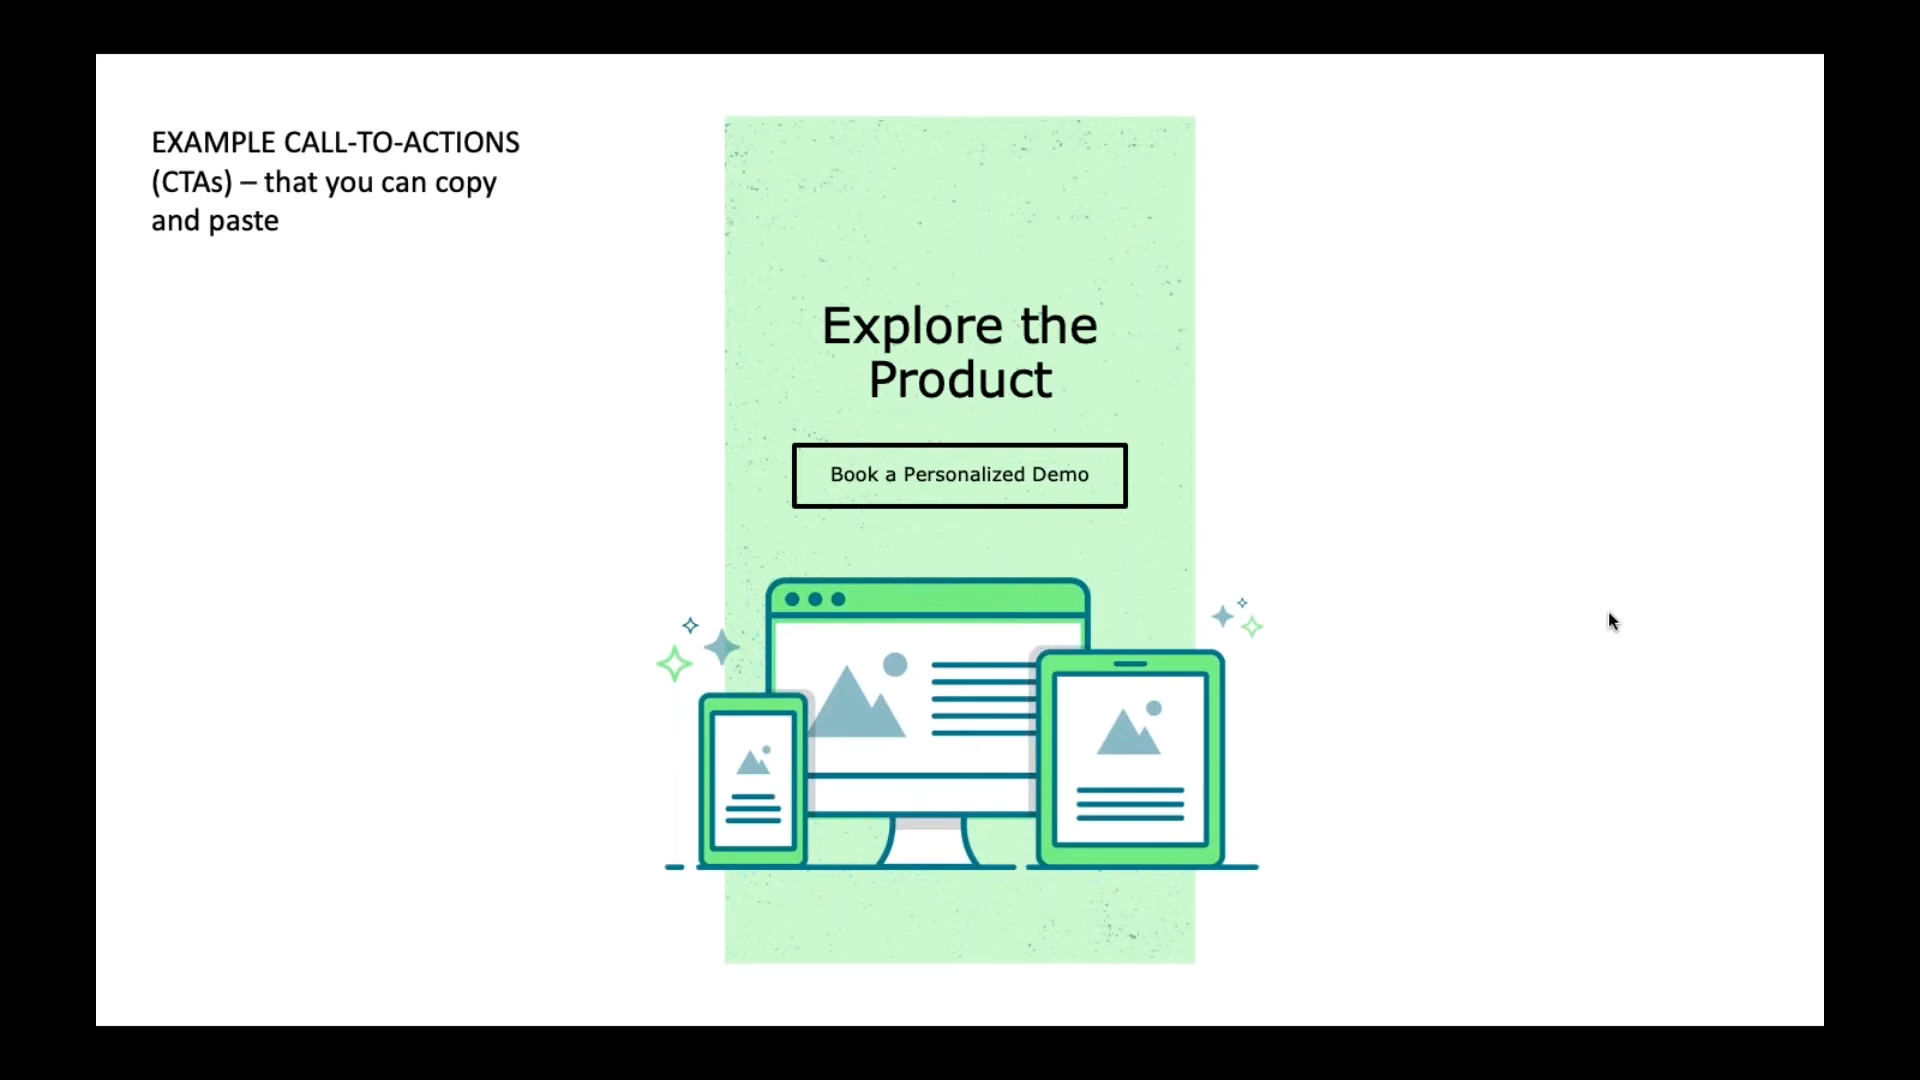 EXAMPLE CALL-TO-ACTIONS
(CTAs) – that you can copy
and paste
Explore the
Product
Book a Personalized Demo